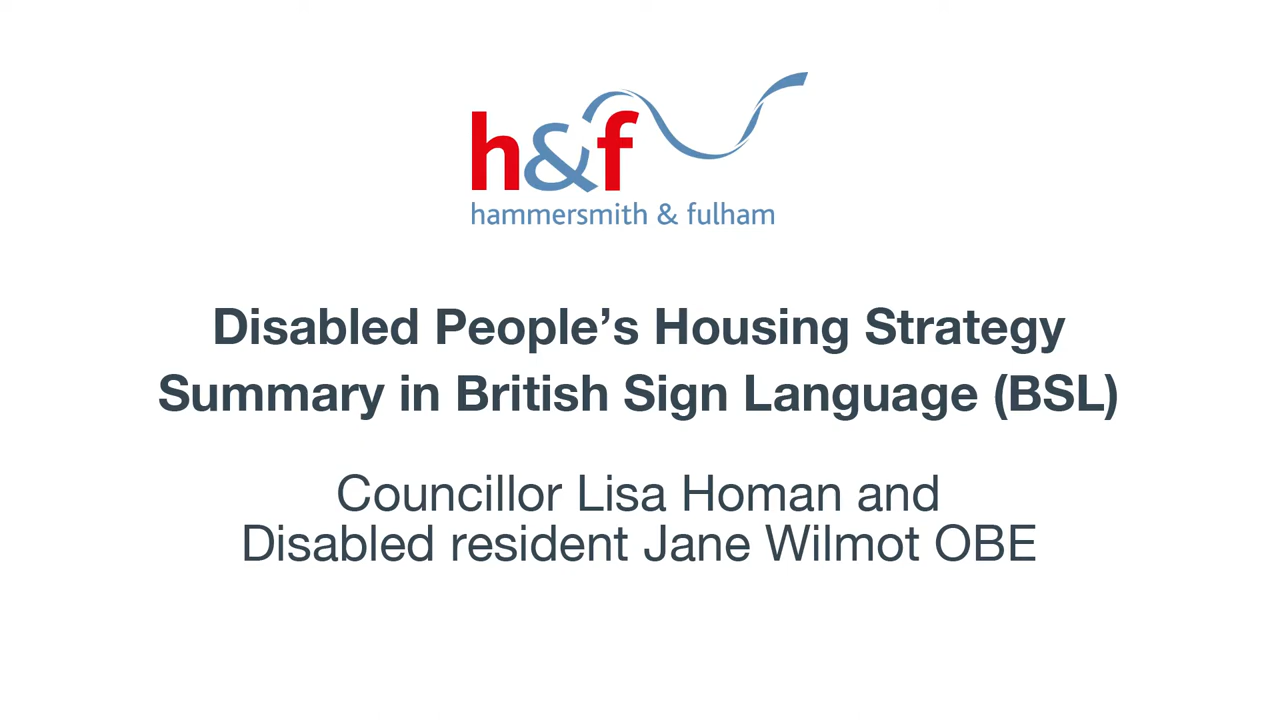 h&f
hammersmith & fulham
Disabled People’s Housing Strategy
Summary in British Sign Language (BSL)
Councillor Lisa Homan and
Disabled resident Jane Wilmot OBE